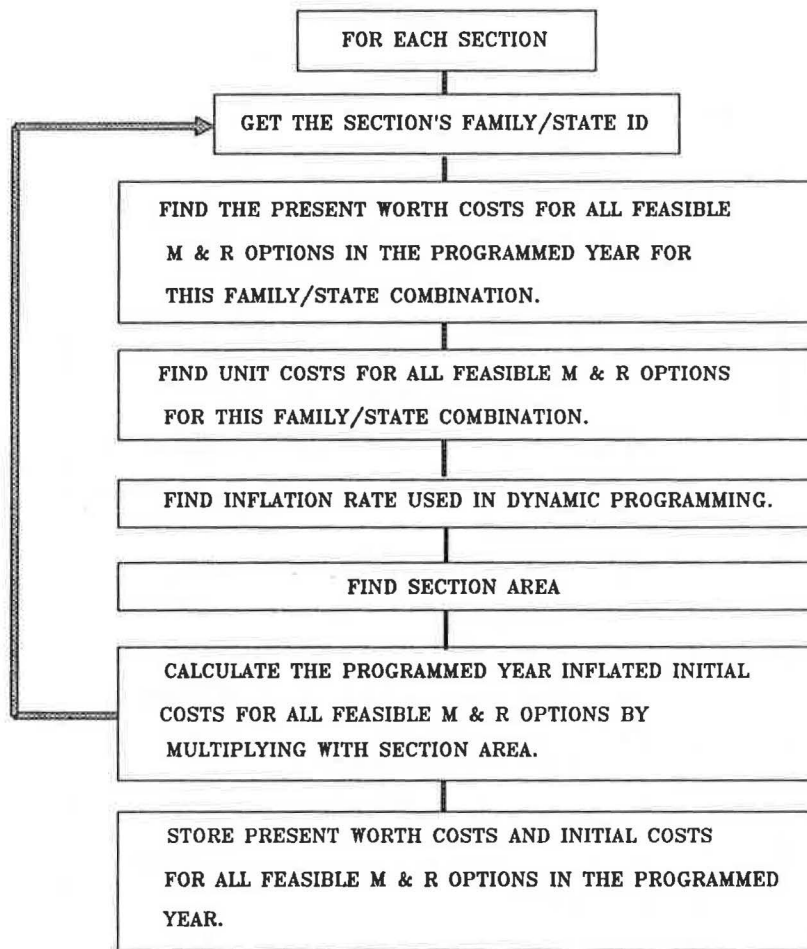 FOR EACH SECTION
GET THE SECTION'S FAMILY/STATE ID
FIND THE PRESENT WORTH COSTS FOR ALL FEASIBLE
M & R OPTIONS IN THE PROGRAMMED YEAR FOR
THIS FAMILY/STATE COMBINATION.
FIND UNIT COSTS FOR ALL FEASIBLE M & R OPTIONS
FOR THIS FAMILY/STATE COMBINATION.
FIND INFLATION RATE USED IN DYNAMIC PROGRAMMING.
FIND SECTION AREA
CALCULATE THE PROGRAMMED YEAR INFLATED INITIAL
COSTS FOR ALL FEASIBLE M & R OPTIONS BY
MULTIPLYING WITH SECTION AREA.
STORE PRESENT WORTH COSTS AND INITIAL COSTS
FOR ALL FEASIBLE M & R OPTIONS IN THE PROGRAMMED
YEAR.